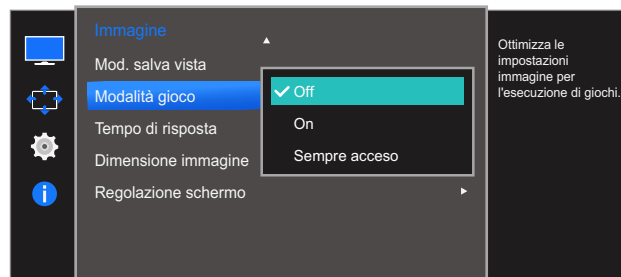 Immagine
Mod. salva vista
Modalità gioco
Tempo di risposta
Dimensione immagine
Regolazione schermo
Off
On
Sempre acceso
Ottimizza le
impostazioni
immagine per
l'esecuzione di giochi.